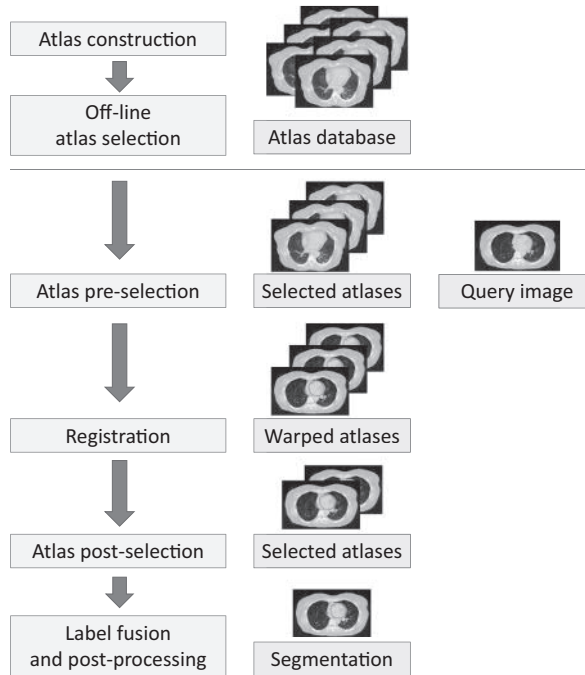 Atlas construction
Off-line
atlas selection
Atlas database
Atlas pre-selection
Selected atlases
Query image
Registration
Warped atlases
Atlas post-selection
Selected atlases
Label fusion
and post-processing
Segmentation